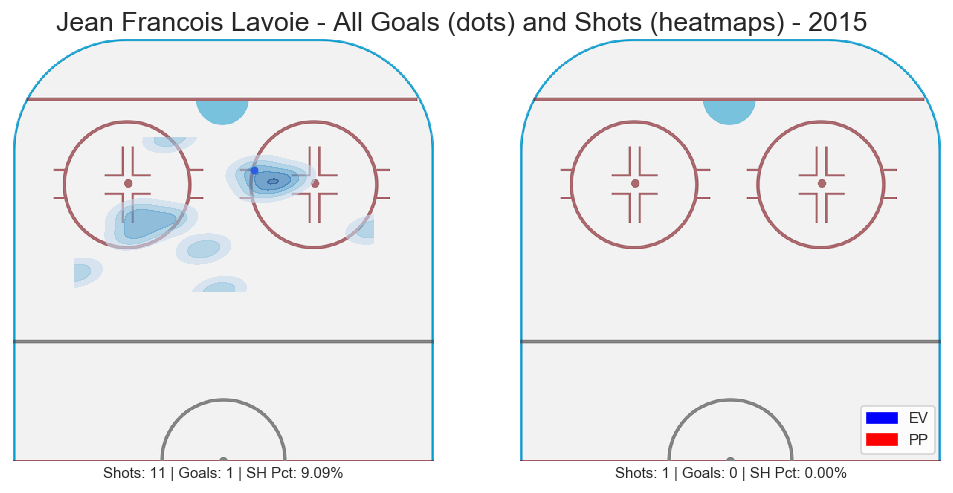 Jean Francois Lavoie - All Goals (dots) and Shots (heatmaps) - 2015
EV
PP
Shots: 11 | Goals: 1 | SH Pct: 9.09%
Shots: 1 | Goals: 0 | SH Pct: 0.00%